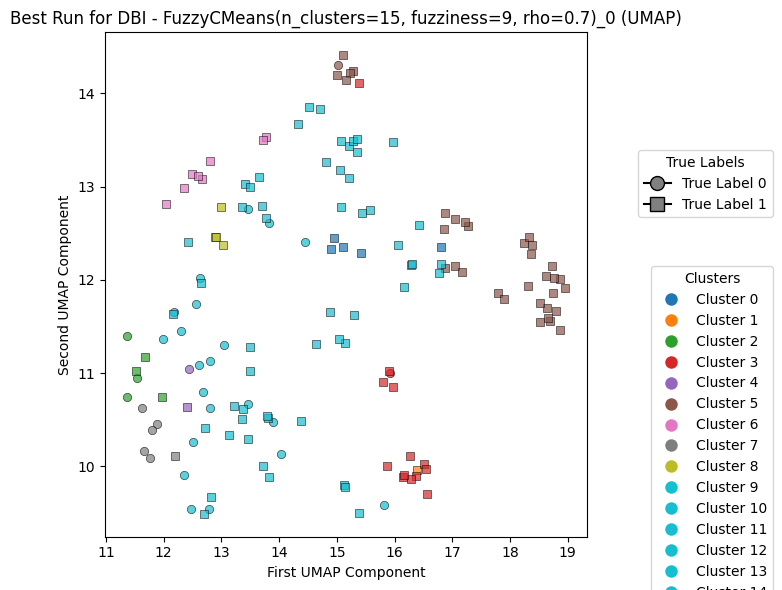 Best Run for DBI - FuzzyCMeans(n_clusters=15, fuzziness=9, rho=0.7)_0 (UMAP)
Second UMAP Component
14
13
12
11
10
11 12 13 14 15 16 17 18 19
First UMAP Component
True Labels
True Label 0
True Label 1
Clusters
Cluster 0
Cluster 1
Cluster 2
Cluster 3
Cluster 4
Cluster 5
Cluster 6
Cluster 7
Cluster 8
Cluster 9
Cluster 10
Cluster 11
Cluster 12
Cluster 13
Cluster 14